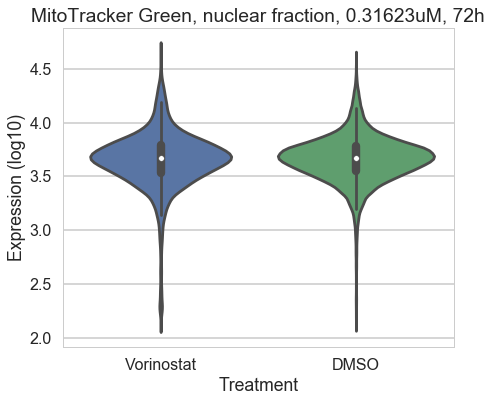 MitoTracker Green, nuclear fraction, 0.31623uM, 72h
4.5
4.0
3.5
3.0
2.5
2.0
Expression (log10)
Vorinostat DMSO
Treatment